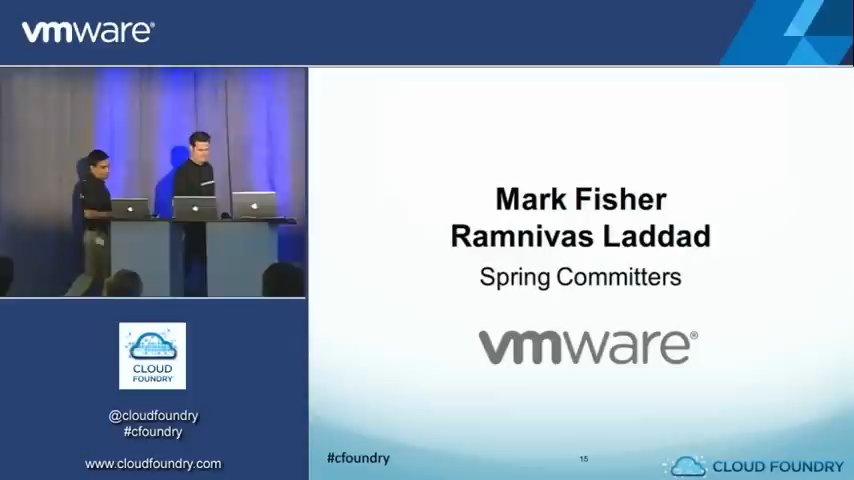 vmware®
Mark Fisher
Ramnivas Laddad
Spring Committers
vmware®
CLOUD
FOUNDRY
@cloudfoundry
#cfoundry
www.cloudfoundry.com
#cfoundry
15
CLOUD FOUNDRY